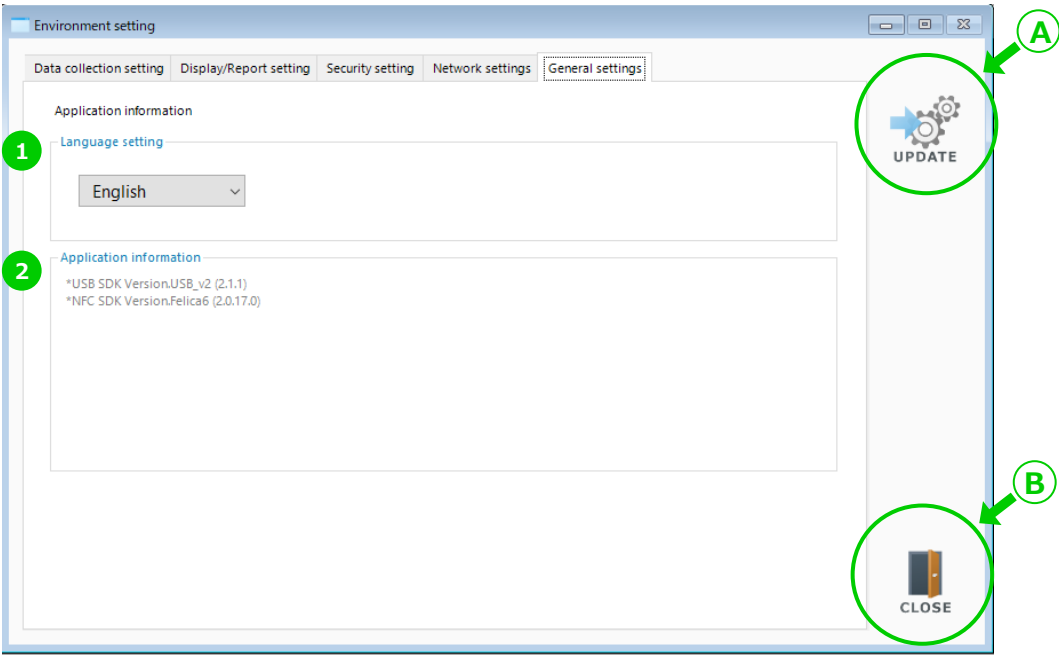 Environment setting
A
Data collection setting Display/Report setting Security setting Network settings General settings
Application information
UPDATE
1 Language setting
English
2 Application information
*USB SDK Version.USB_v2 (2.1.1)
*NFC SDK Version.Felica6 (2.0.17.0)
B
CLOSE